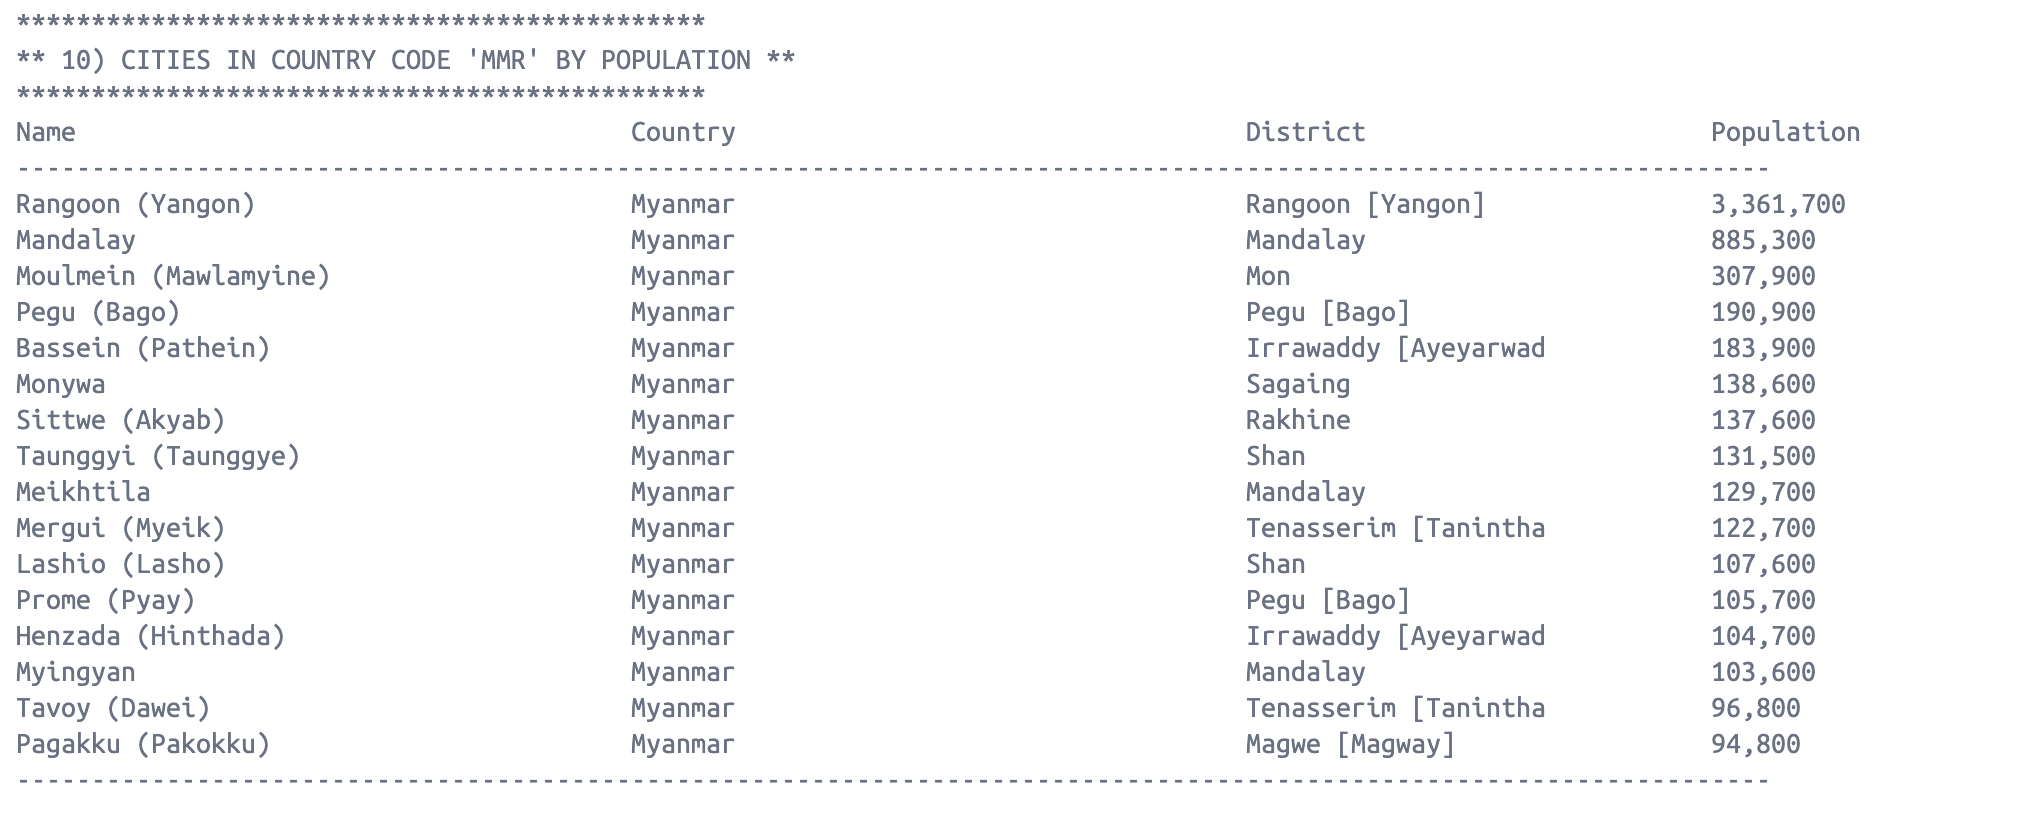 **********************************************
** 10) CITIES IN COUNTRY CODE 'MMR' BY POPULATION **
**********************************************
Name                                     Country                                  District                       Population
---------------------------------------------------------------------------------------------------------------------
Rangoon (Yangon)                         Myanmar                                  Rangoon [Yangon]               3,361,700
Mandalay                                 Myanmar                                  Mandalay                       885,300
Moulmein (Mawlamyine)                    Myanmar                                  Mon                            307,900
Pegu (Bago)                              Myanmar                                  Pegu [Bago]                    190,900
Bassein (Pathein)                        Myanmar                                  Irrawaddy [Ayeyarwad           183,900
Monywa                                   Myanmar                                  Sagaing                        138,600
Sittwe (Akyab)                           Myanmar                                  Rakhine                        137,600
Taunggyi (Taunggye)                      Myanmar                                  Shan                           131,500
Meikhtila                                Myanmar                                  Mandalay                       129,700
Mergui (Myeik)                           Myanmar                                  Tenasserim [Tanintha           122,700
Lashio (Lasho)                           Myanmar                                  Shan                           107,600
Prome (Pyay)                             Myanmar                                  Pegu [Bago]                    105,700
Henzada (Hinthada)                       Myanmar                                  Irrawaddy [Ayeyarwad           104,700
Myingyan                                 Myanmar                                  Mandalay                       103,600
Tavoy (Dawei)                            Myanmar                                  Tenasserim [Tanintha           96,800
Pagakku (Pakokku)                        Myanmar                                  Magwe [Magway]                 94,800
---------------------------------------------------------------------------------------------------------------------